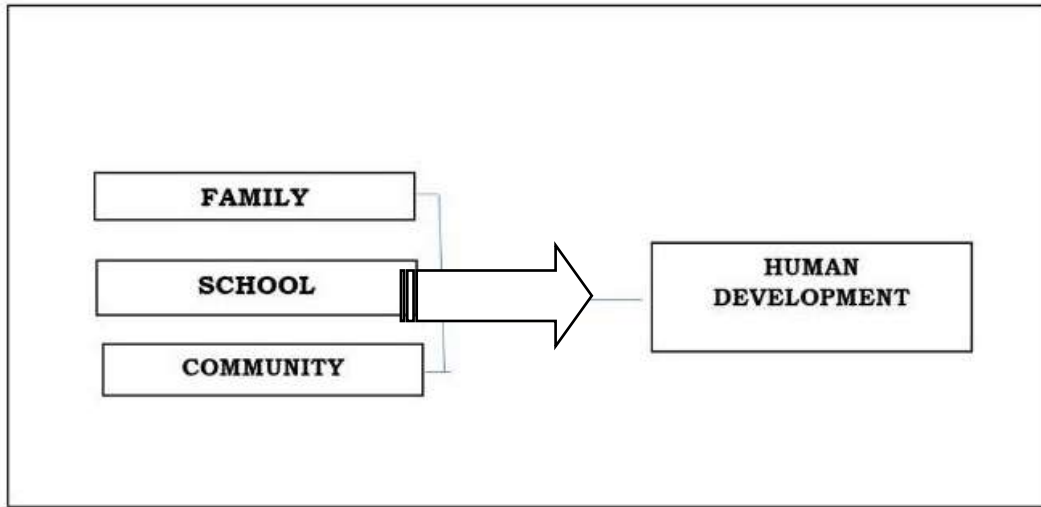 FAMILY
SCHOOL
COMMUNITY
HUMAN
DEVELOPMENT